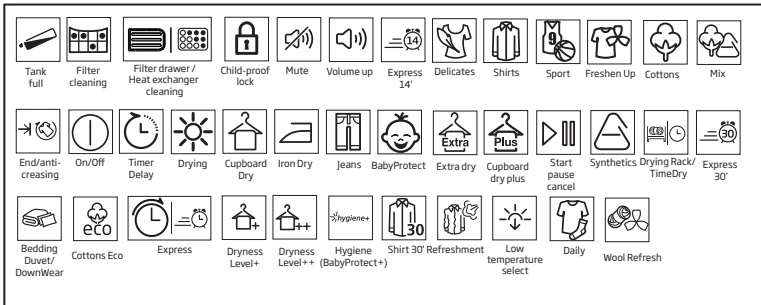 14
9
Tank full
Filter cleaning
Filter drawer / Heat exchanger cleaning
Child-proof lock
Mute
Volume up
Express 14'
Delicates
Shirts
Sport
Freshen Up
Cottons
Mix
Extra
Plus
30
End/anti-creasing
On/Off
Timer Delay
Drying
Cupboard Dry
Iron Dry
Jeans
BabyProtect
Extra dry
Cupboard dry plus
Start pause cancel
Synthetics
Drying Rack/ TimeDry
Express 30'
eco
+
++
hygiene+
30
Bedding Duvet/ DownWear
Cottons Eco
Express
Dryness Level+
Dryness Level++
Hygiene (BabyProtect+)
Shirt 30'
Refreshment
Low temperature select
Daily
Wool Refresh